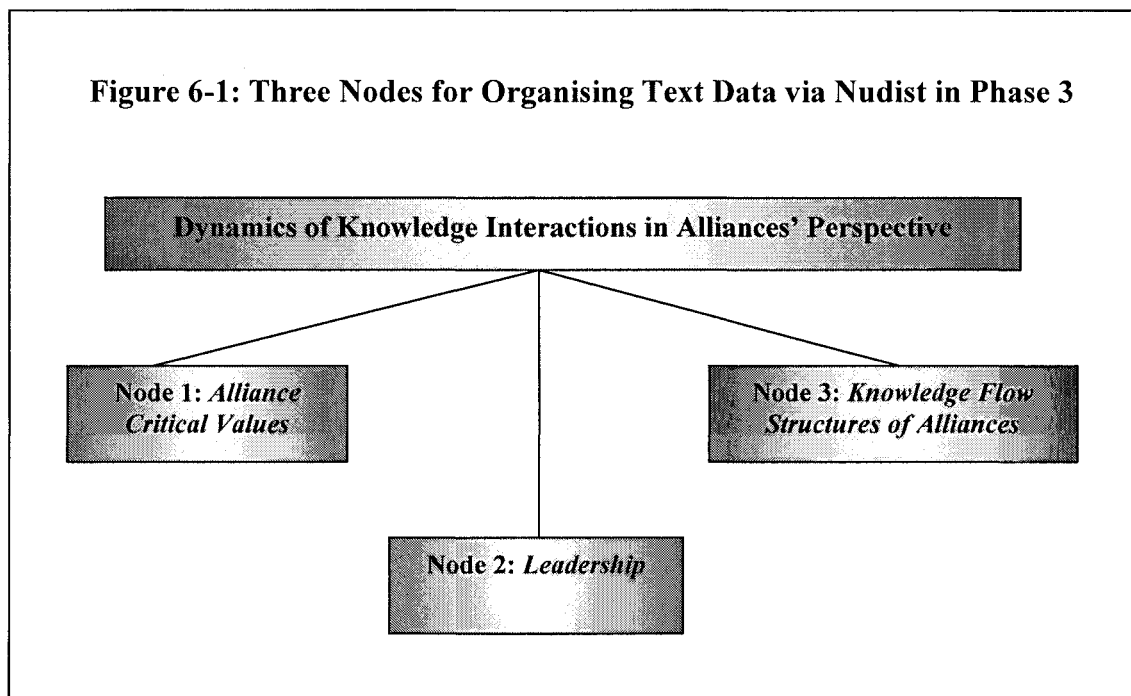 Figure 6-1: Three Nodes for Organising Text Data via Nudist in Phase 3
Dynamics of Knowledge Interactions in Alliances' Perspective
Node 1: Alliance
Critical Values
Node 3: Knowledge Flow
Structures of Alliances
Node 2: Leadership